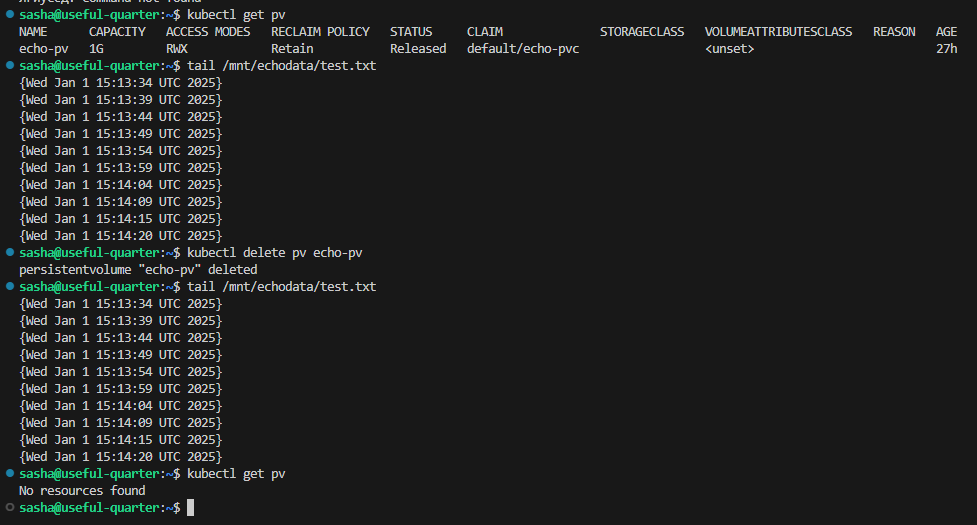 sasha@useful-quarter:~$ kubectl get pv
NAME CAPACITY ACCESS MODES RECLAIM POLICY STATUS CLAIM STORAGECLASS VOLUMEATTRIBUTESCLASS REASON AGE
echo-pv 1G RWX Retain Released default/echo-pvc <unset> 27h
sasha@useful-quarter:~$ tail /mnt/echodata/test.txt
{Wed Jan 1 15:13:34 UTC 2025}
{Wed Jan 1 15:13:39 UTC 2025}
{Wed Jan 1 15:13:44 UTC 2025}
{Wed Jan 1 15:13:49 UTC 2025}
{Wed Jan 1 15:13:54 UTC 2025}
{Wed Jan 1 15:13:59 UTC 2025}
{Wed Jan 1 15:14:04 UTC 2025}
{Wed Jan 1 15:14:09 UTC 2025}
{Wed Jan 1 15:14:15 UTC 2025}
{Wed Jan 1 15:14:20 UTC 2025}
sasha@useful-quarter:~$ kubectl delete pv echo-pv
persistentvolume "echo-pv" deleted
sasha@useful-quarter:~$ tail /mnt/echodata/test.txt
{Wed Jan 1 15:13:34 UTC 2025}
{Wed Jan 1 15:13:39 UTC 2025}
{Wed Jan 1 15:13:44 UTC 2025}
{Wed Jan 1 15:13:49 UTC 2025}
{Wed Jan 1 15:13:54 UTC 2025}
{Wed Jan 1 15:13:59 UTC 2025}
{Wed Jan 1 15:14:04 UTC 2025}
{Wed Jan 1 15:14:09 UTC 2025}
{Wed Jan 1 15:14:15 UTC 2025}
{Wed Jan 1 15:14:20 UTC 2025}
sasha@useful-quarter:~$ kubectl get pv
No resources found
sasha@useful-quarter:~$